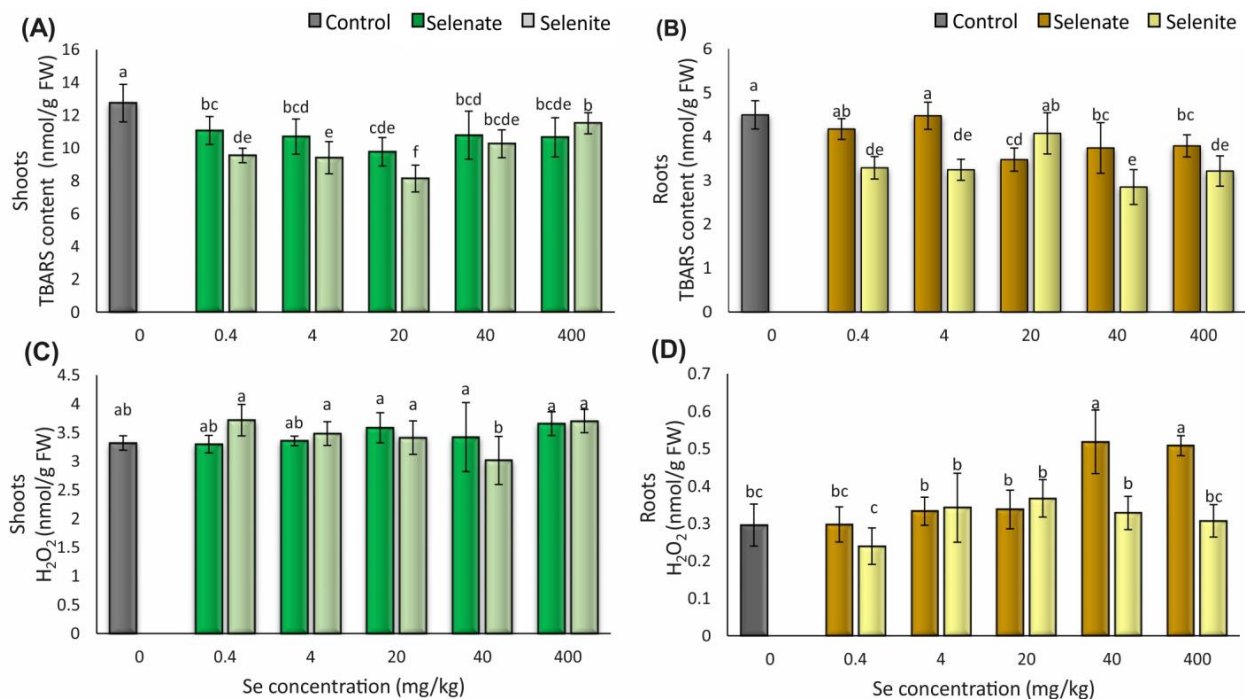 (A)
Control Selenate Selenite
Shoots
TBARS content (nmol/g FW)
16
14
12
10
8
6
4
2
0
a
bc
de
bcd
e
cde
f
bcd
bcde
bcde
b
0 0.4 4 20 40 400
(B)
Control Selenate Selenite
Roots
TBARS content (nmol/g FW)
6
5
4
3
2
1
0
a
ab
de
a
de
cd
ab
bc
e
bc
de
0 0.4 4 20 40 400
(C)
Shoots
H₂O₂ (nmol/g FW)
4.5
4
3.5
3
2.5
2
1.5
1
0.5
0
ab
ab
a
ab
a
a
a
a
b
a
a
0 0.4 4 20 40 400
Se concentration (mg/kg)
(D)
Roots
H₂O₂ (nmol/g FW)
0.7
0.6
0.5
0.4
0.3
0.2
0.1
0
bc
bc
c
b
b
b
b
a
b
a
bc
0 0.4 4 20 40 400
Se concentration (mg/kg)